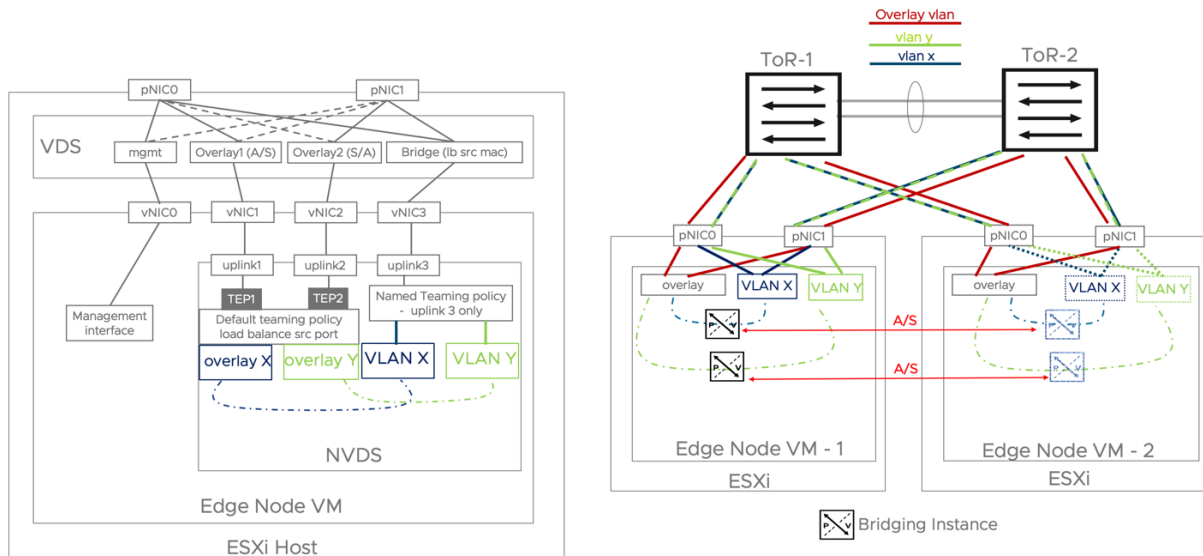 pNIC0
pNIC1
VDS
mgmt
Overlay1 (A/S)
Overlay2 (S/A)
Bridge (lb src mac)
vNIC0
vNIC1
vNIC2
vNIC3
uplink1
uplink2
uplink3
TEP1
TEP2
Named Teaming policy
- uplink 3 only
Management
interface
Default teaming policy
load balance src port
overlay X
overlay Y
VLAN X
VLAN Y
NVDS
Edge Node VM
ESXi Host
Overlay vlan
vlan y
vlan x
ToR-1
ToR-2
pNIC0
pNIC1
pNIC0
pNIC1
overlay
VLAN X
VLAN Y
overlay
VLAN X
VLAN Y
P V
A/S
P V
P V
A/S
P V
Edge Node VM - 1
Edge Node VM - 2
ESXi
ESXi
P V
Bridging Instance